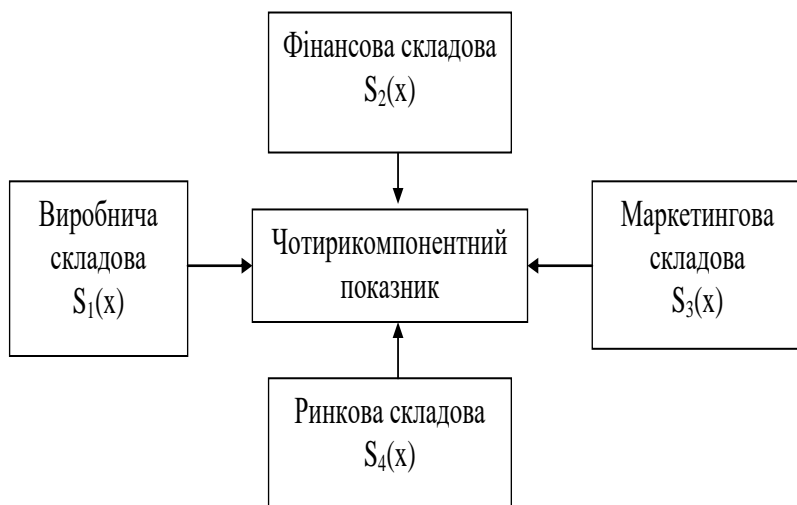 Фінансова складова
S₂(x)
Виробнича
складова
S₁(x)
Чотирикомпонентний
показник
Маркетингова
складова
S₃(x)
Ринкова складова
S₄(x)